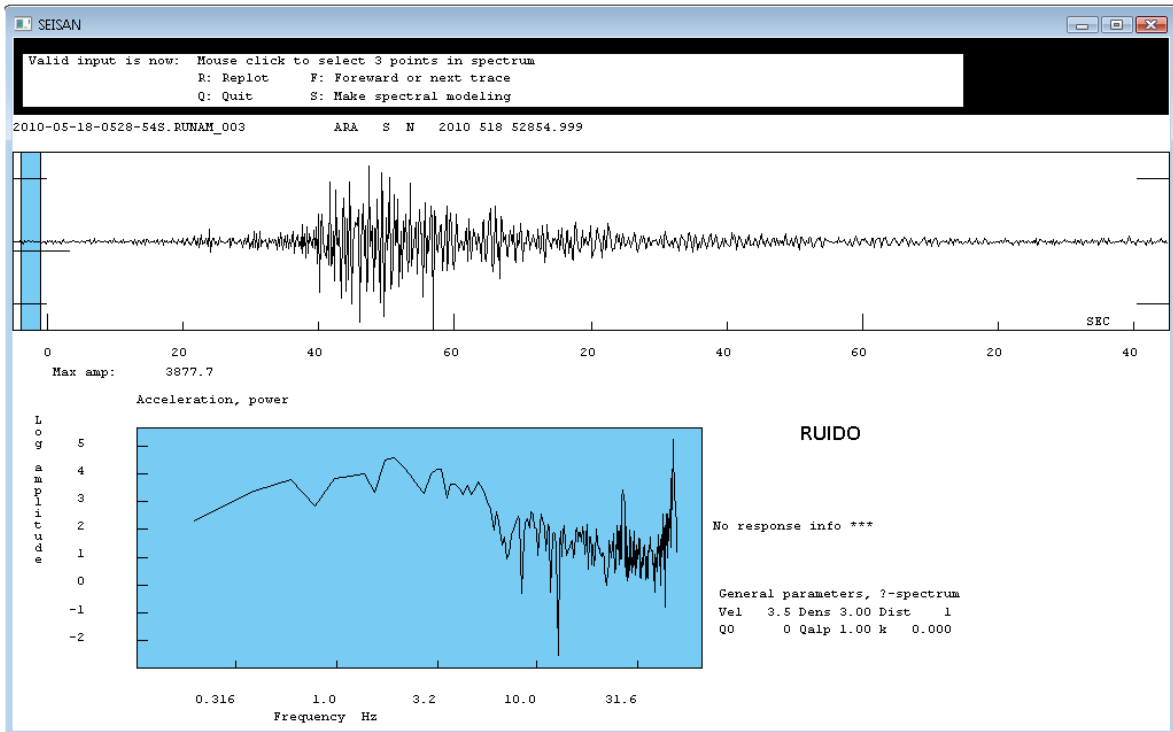 SEISAN
Valid input is now: Mouse click to select 3 points in spectrum
R: Replot F: Foreward or next trace
Q: Quit S: Make spectral modeling
2010-05-18-0528-54S.RUNAM_003 ARA S N 2010 518 52854.999
SEC
0 20 40 60 20 40 60 20 40
Max amp: 3877.7
Acceleration, power
Log amplitude
5
4
3
2
1
0
-1
-2
RUIDO
No response info ***
General parameters, ?-spectrum
Vel 3.5 Dens 3.00 Dist 1
Q0 0 Qalp 1.00 k 0.000
0.316 1.0 3.2 10.0 31.6
Frequency Hz